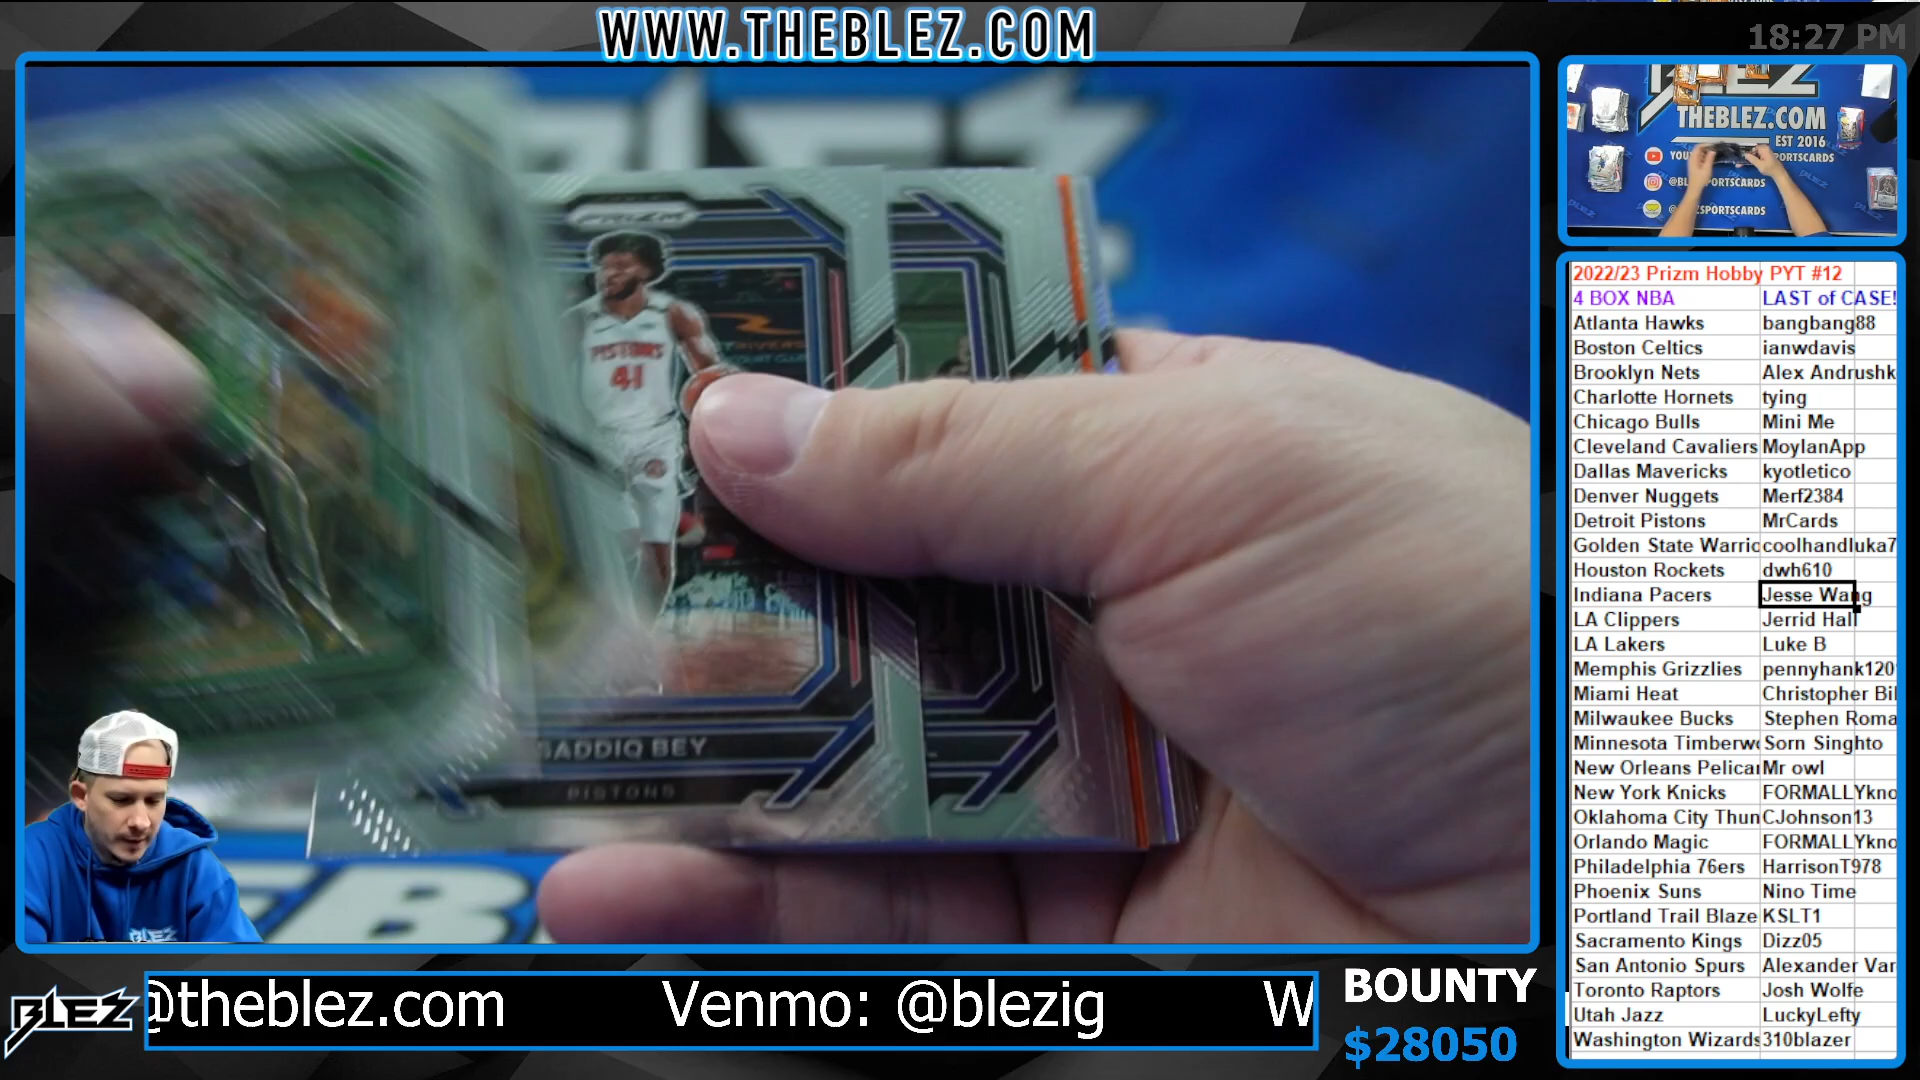 WWW.THEBLEZ.COM
18:27 PM
THEBLEZ.COM
EST 2016
PRIZM
PISTONS
41
SADDIQ BEY
PISTONS
2022/23 Prizm Hobby PYT #12
4 BOX NBA LAST of CASE!
Atlanta Hawks bangbang88
Boston Celtics ianwdavis
Brooklyn Nets Alex Andrushk
Charlotte Hornets tying
Chicago Bulls Mini Me
Cleveland Cavaliers MoylanApp
Dallas Mavericks kyotletico
Denver Nuggets Merf2384
Detroit Pistons MrCards
Golden State Warric coolhandluka7
Houston Rockets dwh610
Indiana Pacers Jesse Wang
LA Clippers Jerrid Hall
LA Lakers Luke B
Memphis Grizzlies pennyhank120
Miami Heat Christopher Bil
Milwaukee Bucks Stephen Roma
Minnesota Timberwo Sorn Singhto
New Orleans Pelicar Mr owl
New York Knicks FORMALLYkno
Oklahoma City Thun CJohnson13
Orlando Magic FORMALLYkno
Philadelphia 76ers HarrisonT978
Phoenix Suns Nino Time
Portland Trail Blaze KSLT1
Sacramento Kings Dizz05
San Antonio Spurs Alexander Var
Toronto Raptors Josh Wolfe
Utah Jazz LuckyLefty
Washington Wizards 310blazer
BLEZ
@theblez.com Venmo: @blezig W
BOUNTY
$28050